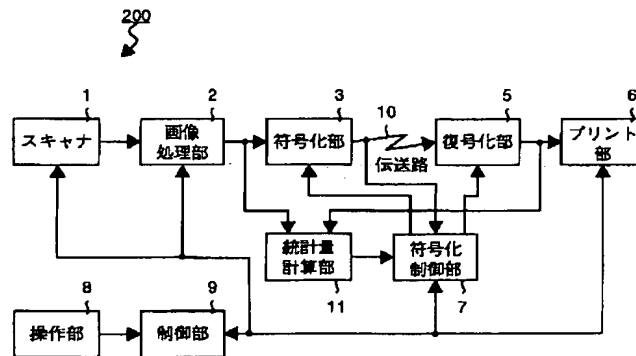 200
1
2
3
10
5
6
スキャナ
画像
処理部
符号化部
伝送路
復号化部
プリント
部
統計量
計算部
符号化
制御部
11
7
8
9
操作部
制御部